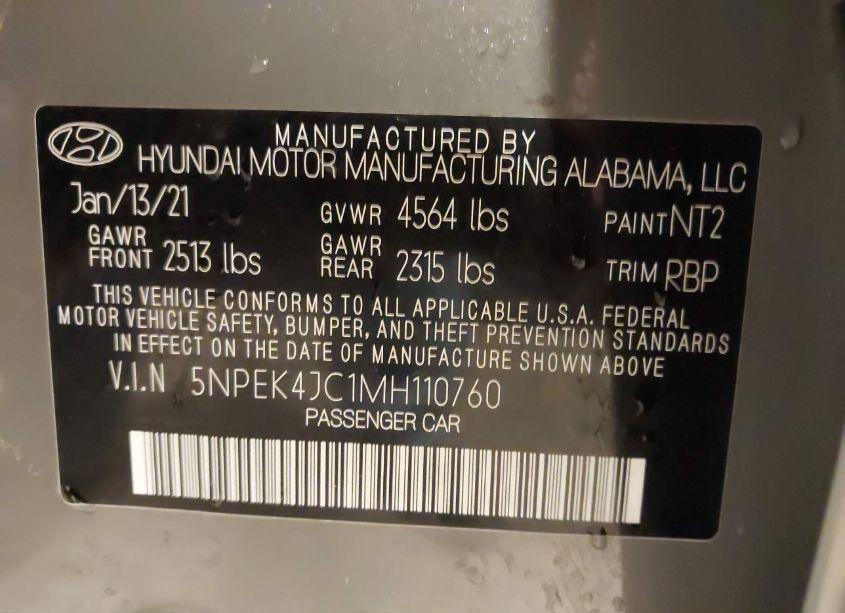 MANUFACTURED BY
HYUNDAI MOTOR MANUFACTURING ALABAMA, LLC
Jan/13/21 GVWR 4564 lbs PAINT NT2
GAWR FRONT 2513 lbs GAWR REAR 2315 lbs TRIM RBP
THIS VEHICLE CONFORMS TO ALL APPLICABLE U.S.A. FEDERAL
MOTOR VEHICLE SAFETY, BUMPER, AND THEFT PREVENTION STANDARDS
IN EFFECT ON THE DATE OF MANUFACTURE SHOWN ABOVE
V.I.N 5NPEK4JC1MH110760
PASSENGER CAR